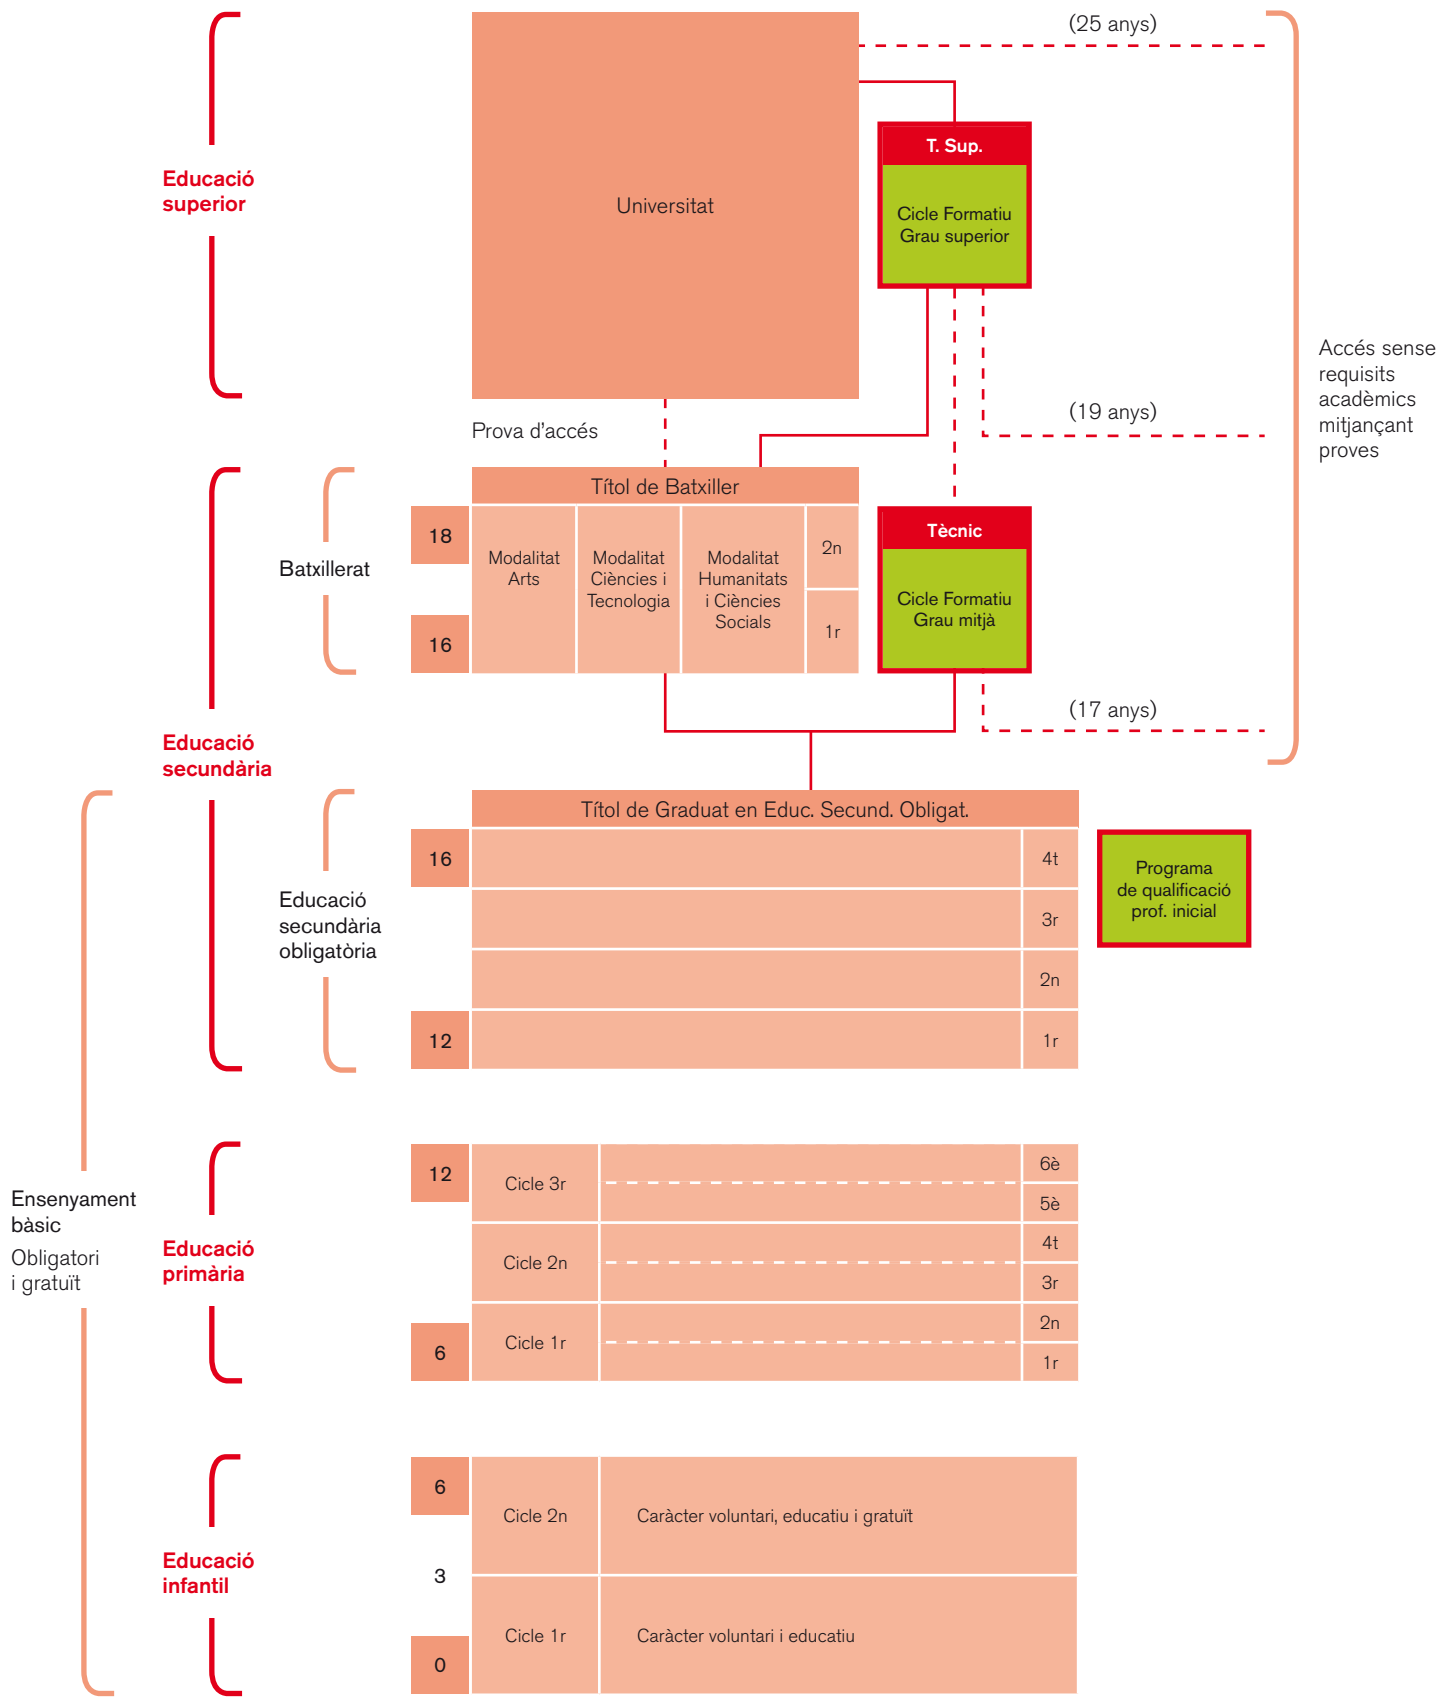 (25 anys)
T. Sup.
Educació
superior
Universitat
Cicle Formatiu
Grau superior
Accés sense
requisits
acadèmics
mitjançant
proves
(19 anys)
Prova d'accés
Títol de Batxiller
18
Batxillerat
16
Modalitat
Arts
Modalitat
Ciències i
Tecnologia
Modalitat
Humanitats
i Ciències
Socials
2n
1r
Tècnic
Cicle Formatiu
Grau mitjà
(17 anys)
Educació
secundària
Títol de Graduat en Educ. Secund. Obligat.
16
4t
Programa
de qualificació
prof. inicial
Educació
secundària
obligatòria
3r
2n
12
1r
12
Cicle 3r
6è
5è
Ensenyament
bàsic
Obligatori
i gratuït
Educació
primària
Cicle 2n
4t
3r
6
Cicle 1r
2n
1r
6
Cicle 2n
Caràcter voluntari, educatiu i gratuït
Educació
infantil
3
Cicle 1r
Caràcter voluntari i educatiu
0